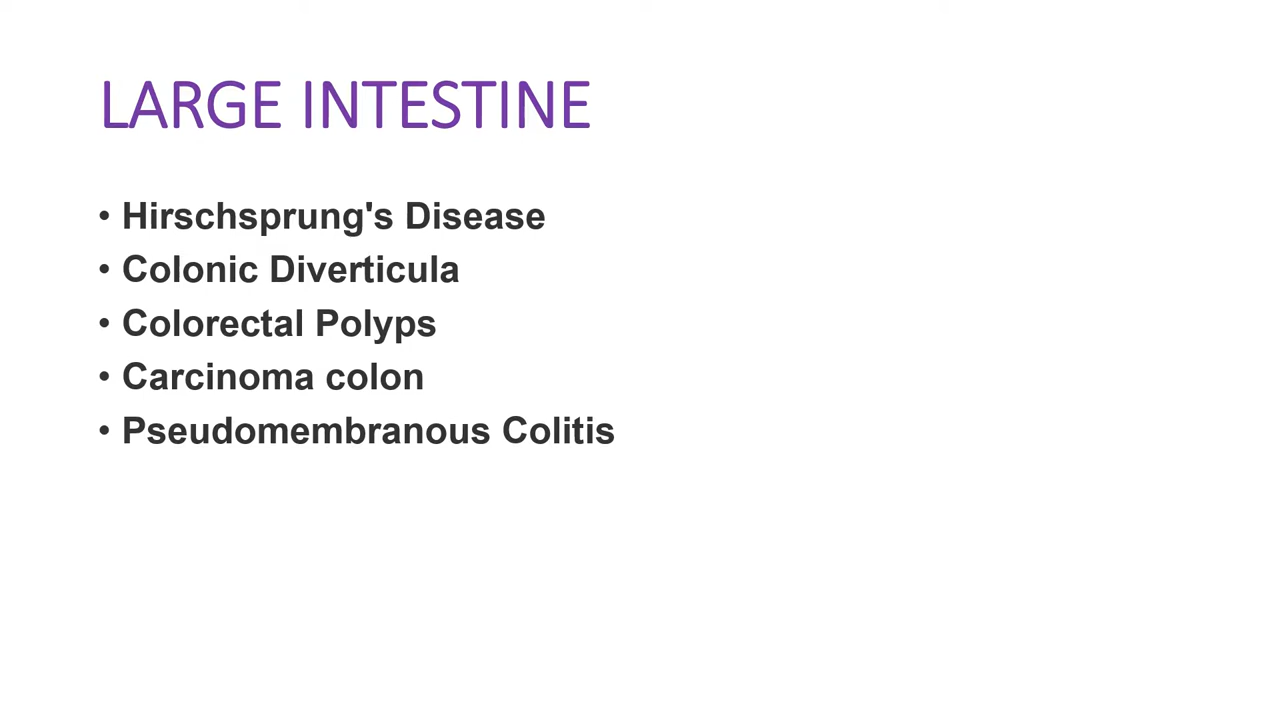 LARGE INTESTINE
• Hirschsprung's Disease
• Colonic Diverticula
• Colorectal Polyps
• Carcinoma colon
• Pseudomembranous Colitis